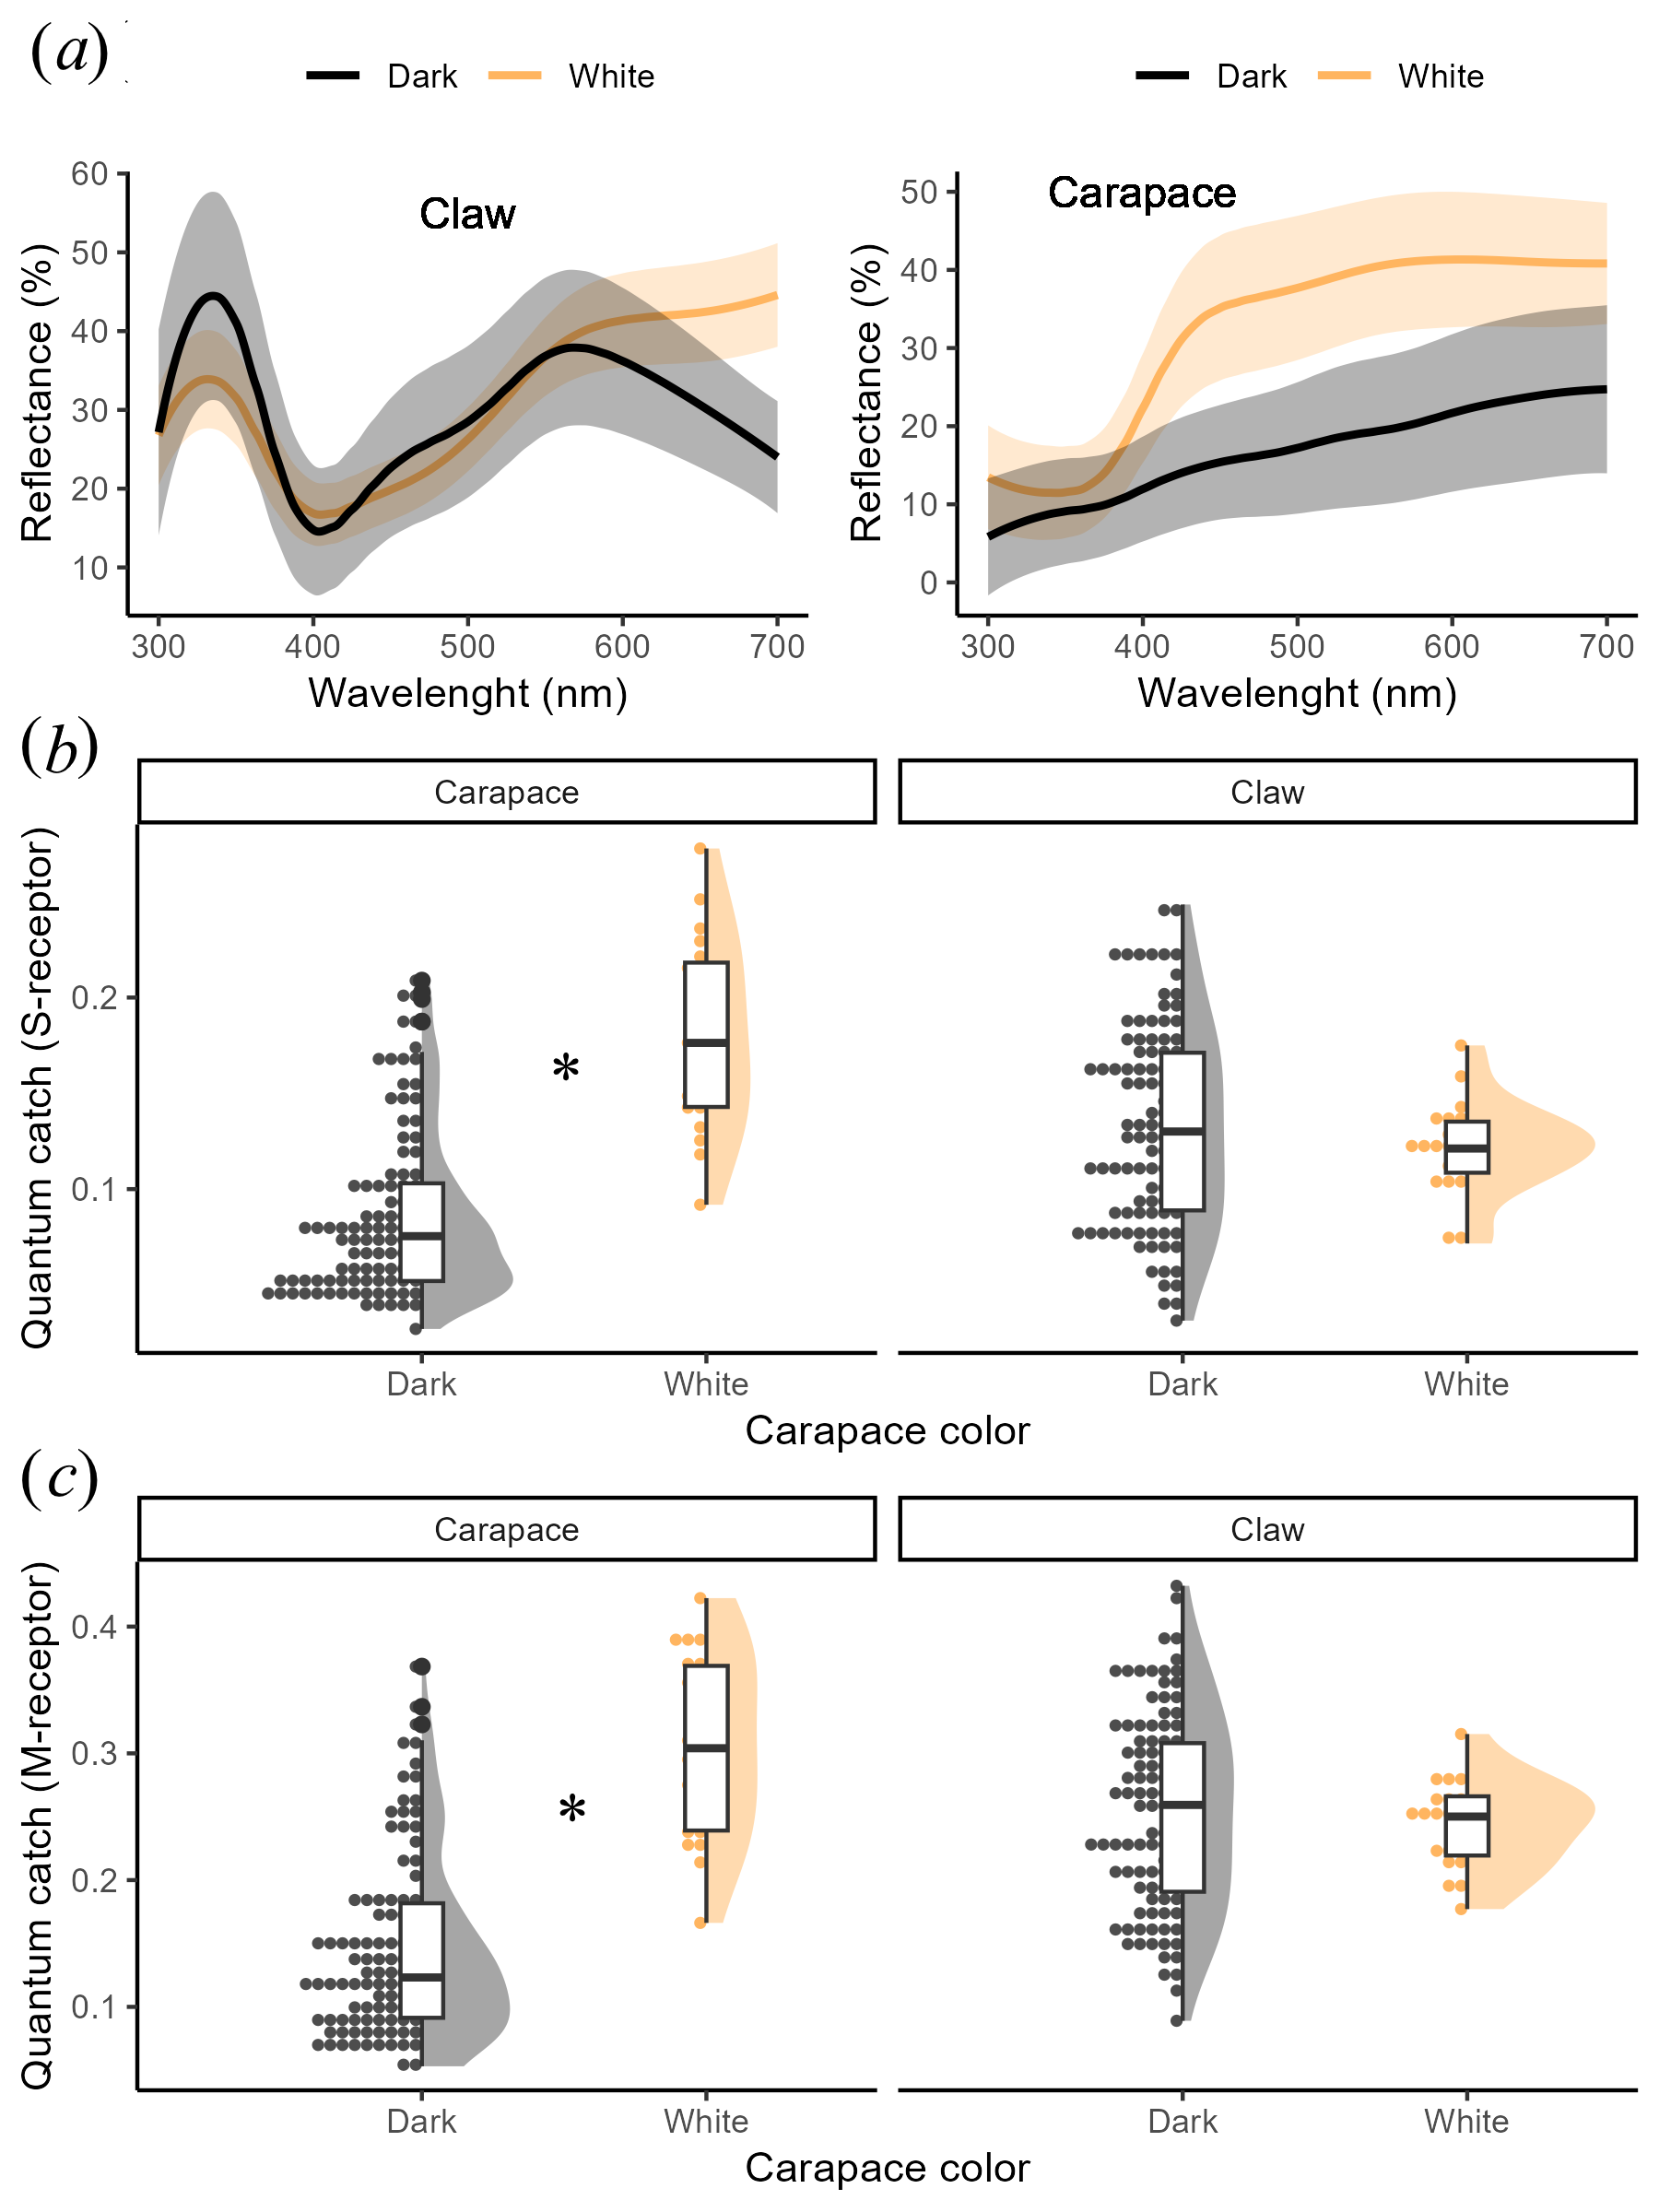 (a)
Dark White
Dark White
Claw
Reflectance (%)
60
50
40
30
20
10
300 400 500 600 700
Wavelenght (nm)
Carapace
Reflectance (%)
50
40
30
20
10
0
300 400 500 600 700
Wavelenght (nm)
(b)
Carapace Claw
Quantum catch (S-receptor)
0.2
*
0.1
Dark White Dark White
Carapace color
(c)
Carapace Claw
Quantum catch (M-receptor)
0.4
0.3
*
0.2
0.1
Dark White Dark White
Carapace color